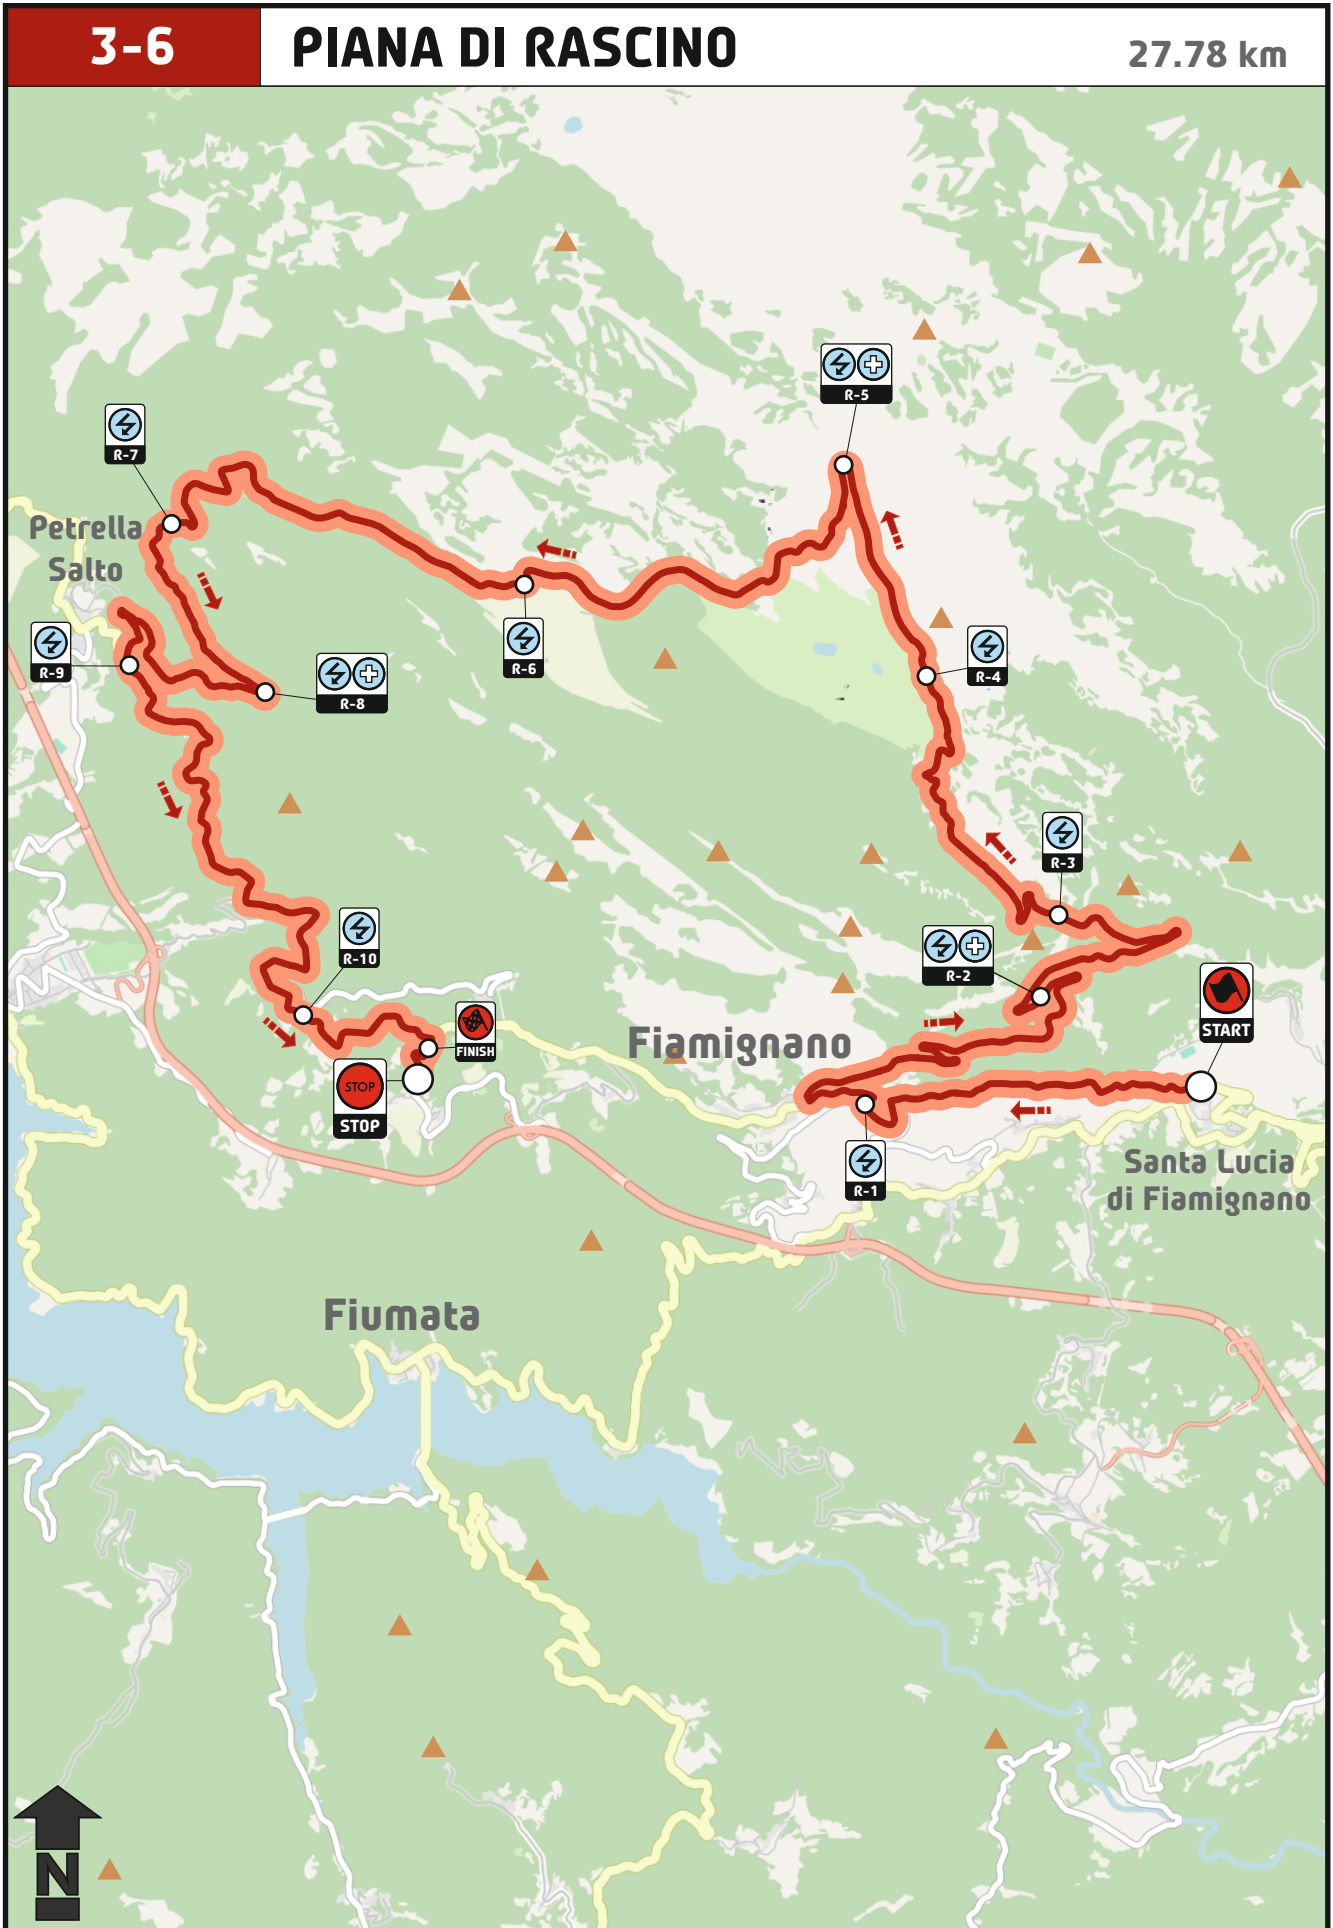 3-6
PIANA DI RASCINO
27.78 km
R-5
R-7
Petrella
Salto
R-9
R-8
R-6
R-4
R-3
R-10
R-2
START
FINISH
Fiamignano
STOP
STOP
R-1
Santa Lucia
di Fiamignano
Fiumata
N